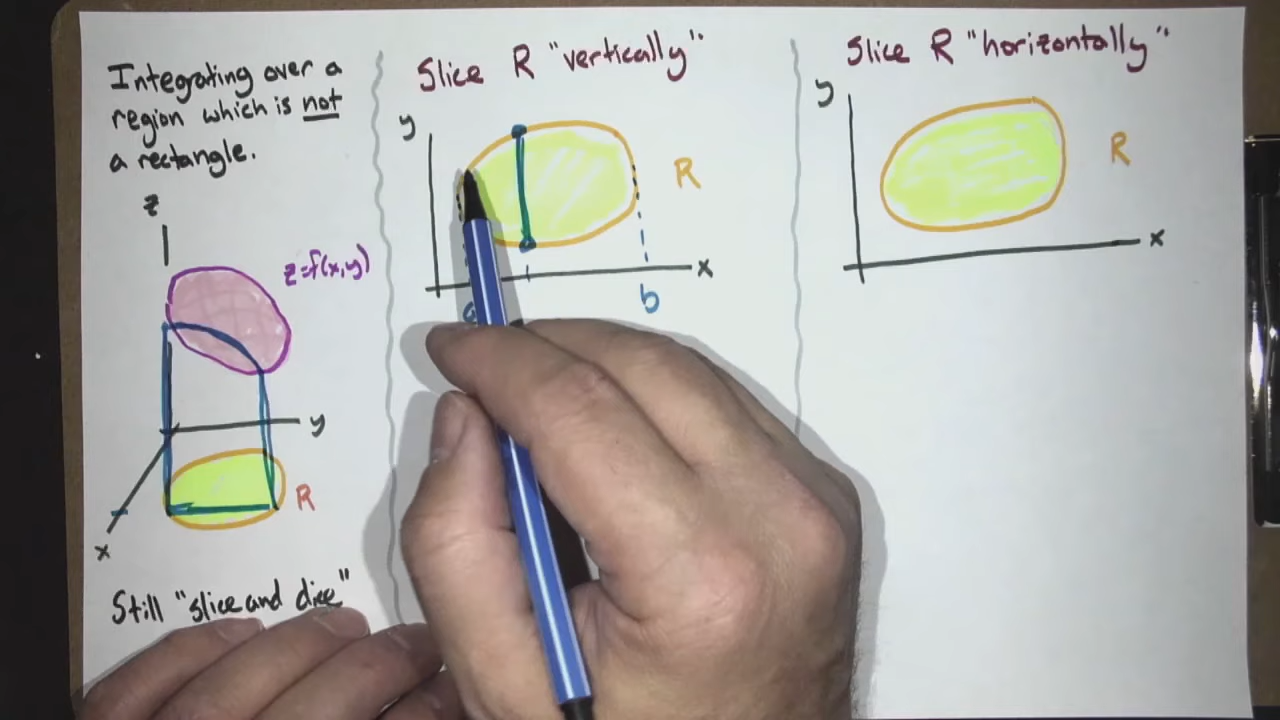 Integrating over a
region which is not
a rectangle.
z
z=f(x,y)
y
R
x
Still "slice and dice"
Slice R "vertically"
y
R
x
b
Slice R "horizontally"
y
R
x